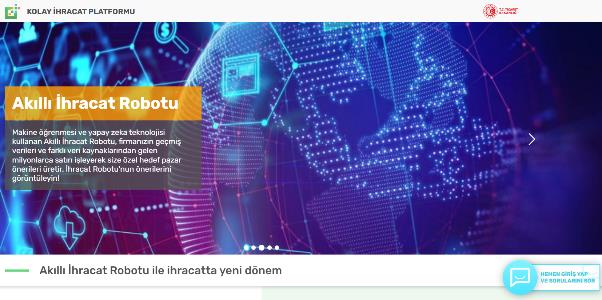 KOLAY İHRACAT PLATFORMU
Akıllı İhracat Robotu
Makine öğrenmesi ve yapay zeka teknolojisi
kullanan Akıllı İhracat Robotu, firmanızın geçmiş
verileri ve farklı veri kaynaklarından gelen
milyonlarca satırı işleyerek size özel hedef pazar
önerileri üretir. İhracat Robotu'nun önerilerini
görüntüleyin!
Akıllı İhracat Robotu ile ihracatta yeni dönem
HEMEN GİRİŞ YAP
VE SORULARINI SOR